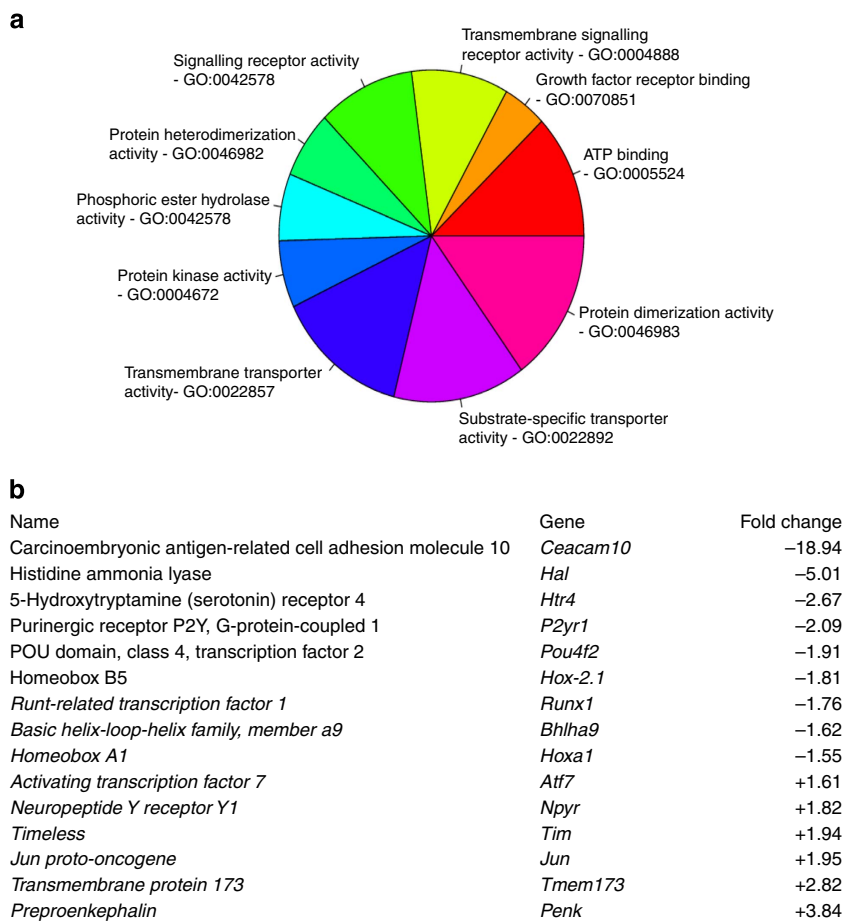 a
Transmembrane signalling
receptor activity - GO:0004888
Signalling receptor activity
- GO:0042578
Growth factor receptor binding
- GO:0070851
Protein heterodimerization
activity - GO:0046982
ATP binding
- GO:0005524
Phosphoric ester hydrolase
activity - GO:0042578
Protein kinase activity
- GO:0004672
Protein dimerization activity
- GO:0046983
Transmembrane transporter
activity- GO:0022857
Substrate-specific transporter
activity - GO:0022892
b
Name Gene Fold change
Carcinoembryonic antigen-related cell adhesion molecule 10 Ceacam10 –18.94
Histidine ammonia lyase Hal –5.01
5-Hydroxytryptamine (serotonin) receptor 4 Htr4 –2.67
Purinergic receptor P2Y, G-protein-coupled 1 P2yr1 –2.09
POU domain, class 4, transcription factor 2 Pou4f2 –1.91
Homeobox B5 Hox-2.1 –1.81
Runt-related transcription factor 1 Runx1 –1.76
Basic helix-loop-helix family, member a9 Bhlha9 –1.62
Homeobox A1 Hoxa1 –1.55
Activating transcription factor 7 Atf7 +1.61
Neuropeptide Y receptor Y1 Npyr +1.82
Timeless Tim +1.94
Jun proto-oncogene Jun +1.95
Transmembrane protein 173 Tmem173 +2.82
Preproenkephalin Penk +3.84